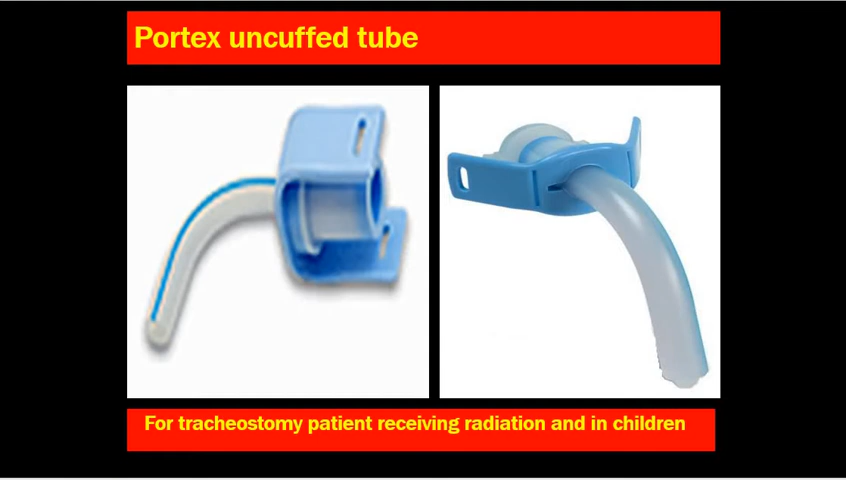 Portex uncuffed tube
For tracheostomy patient receiving radiation and in children